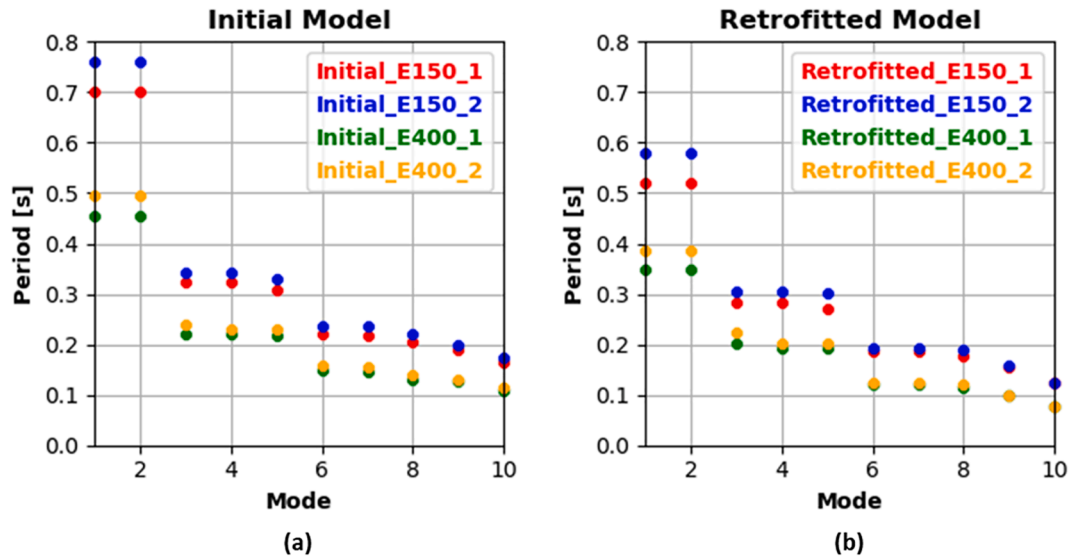 Initial Model
Period [s]
0.8
0.7
0.6
0.5
0.4
0.3
0.2
0.1
0.0
Initial_E150_1
Initial_E150_2
Initial_E400_1
Initial_E400_2
2 4 6 8 10
Mode
(a)
Retrofitted Model
Period [s]
0.8
0.7
0.6
0.5
0.4
0.3
0.2
0.1
0.0
Retrofitted_E150_1
Retrofitted_E150_2
Retrofitted_E400_1
Retrofitted_E400_2
2 4 6 8 10
Mode
(b)